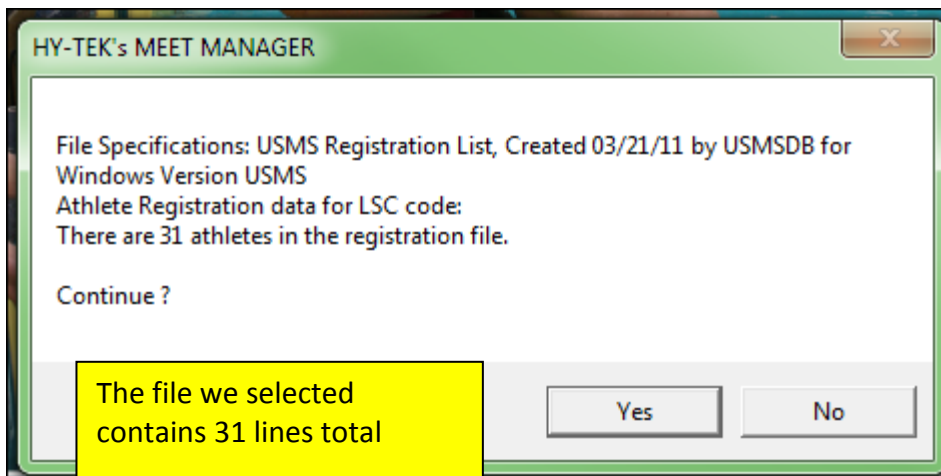 HY-TEK's MEET MANAGER
File Specifications: USMS Registration List, Created 03/21/11 by USMSDB for
Windows Version USMS
Athlete Registration data for LSC code:
There are 31 athletes in the registration file.
Continue ?
The file we selected
contains 31 lines total
Yes
No